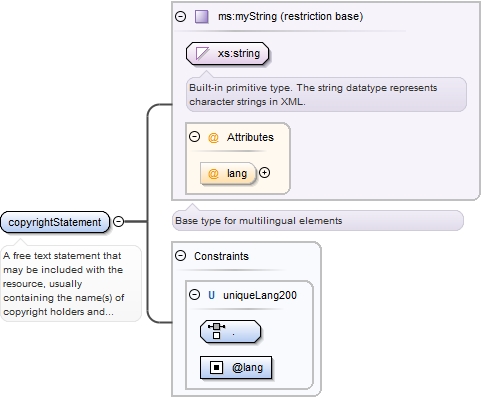 ms:myString (restriction base)
xs:string
Built-in primitive type. The string datatype represents
character strings in XML.
@ Attributes
@ lang
copyrightStatement
Base type for multilingual elements
A free text statement that
may be included with the
resource, usually
containing the name(s) of
copyright holders and...
Constraints
U uniqueLang200
.
@lang